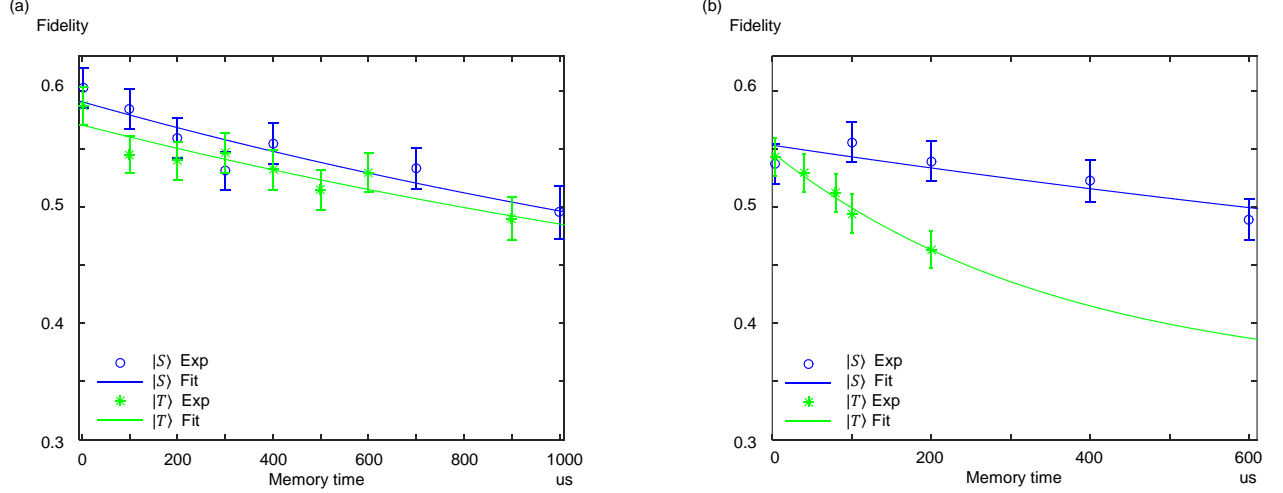 (a)
Fidelity
0.6
0.5
0.4
0.3
|S⟩ Exp
|S⟩ Fit
|T⟩ Exp
|T⟩ Fit
0 200 400 600 800 1000
Memory time us
(b)
Fidelity
0.6
0.5
0.4
0.3
|S⟩ Exp
|S⟩ Fit
|T⟩ Exp
|T⟩ Fit
0 200 400 600
Memory time us